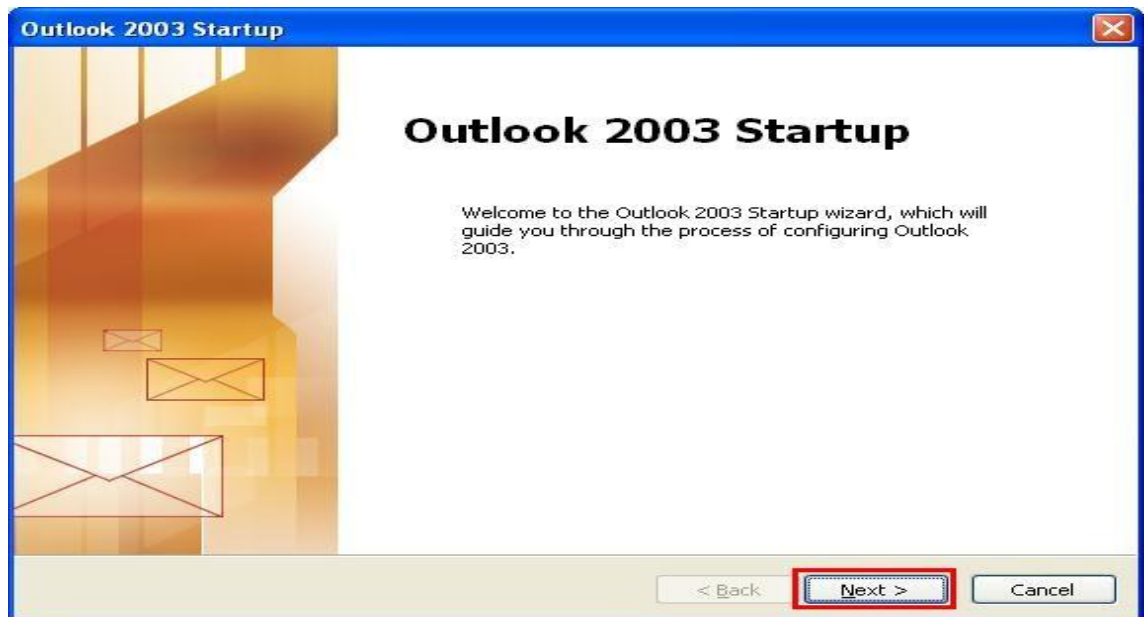 Outlook 2003 Startup
Outlook 2003 Startup
Welcome to the Outlook 2003 Startup wizard, which will
guide you through the process of configuring Outlook
2003.
< Back Next > Cancel